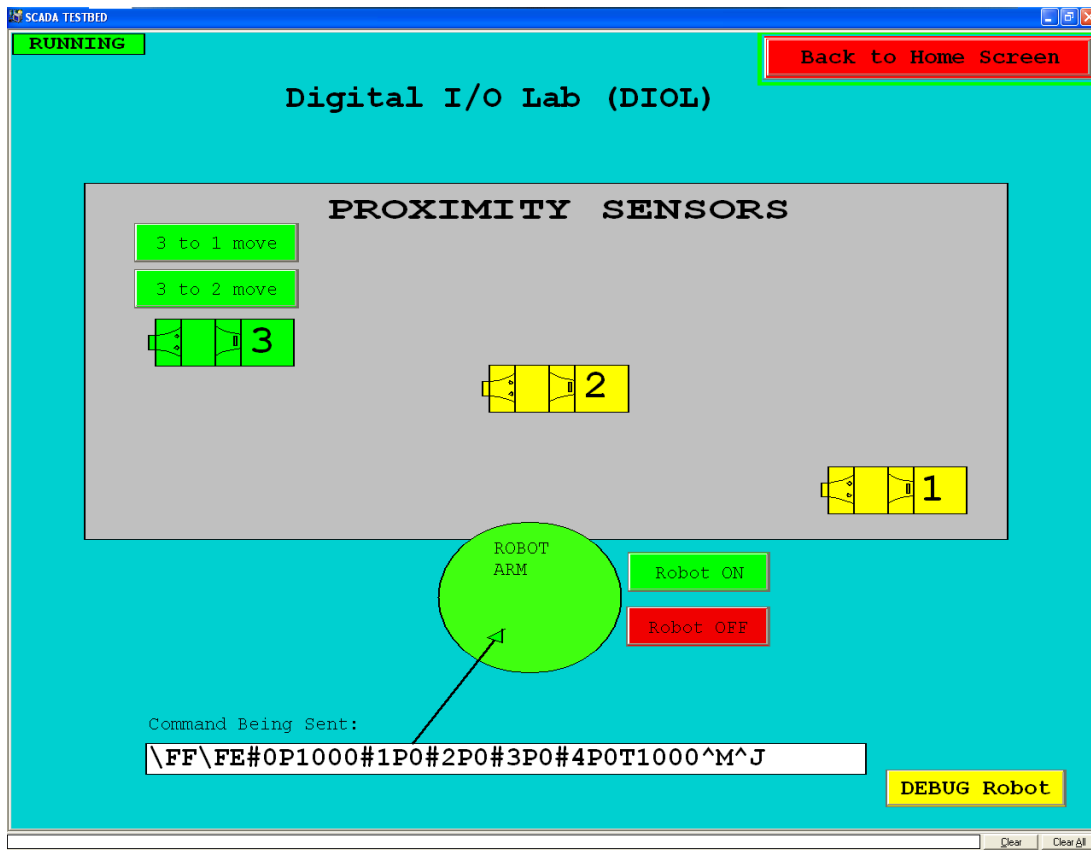 SCADA TESTBED
RUNNING
Back to Home Screen
Digital I/O Lab (DIOL)
PROXIMITY SENSORS
3 to 1 move
3 to 2 move
3
2
1
ROBOT
ARM
Robot ON
Robot OFF
Command Being Sent:
\FF\FE#0P1000#1P0#2P0#3P0#4P0T1000^M^J
DEBUG Robot
Clear
Clear All